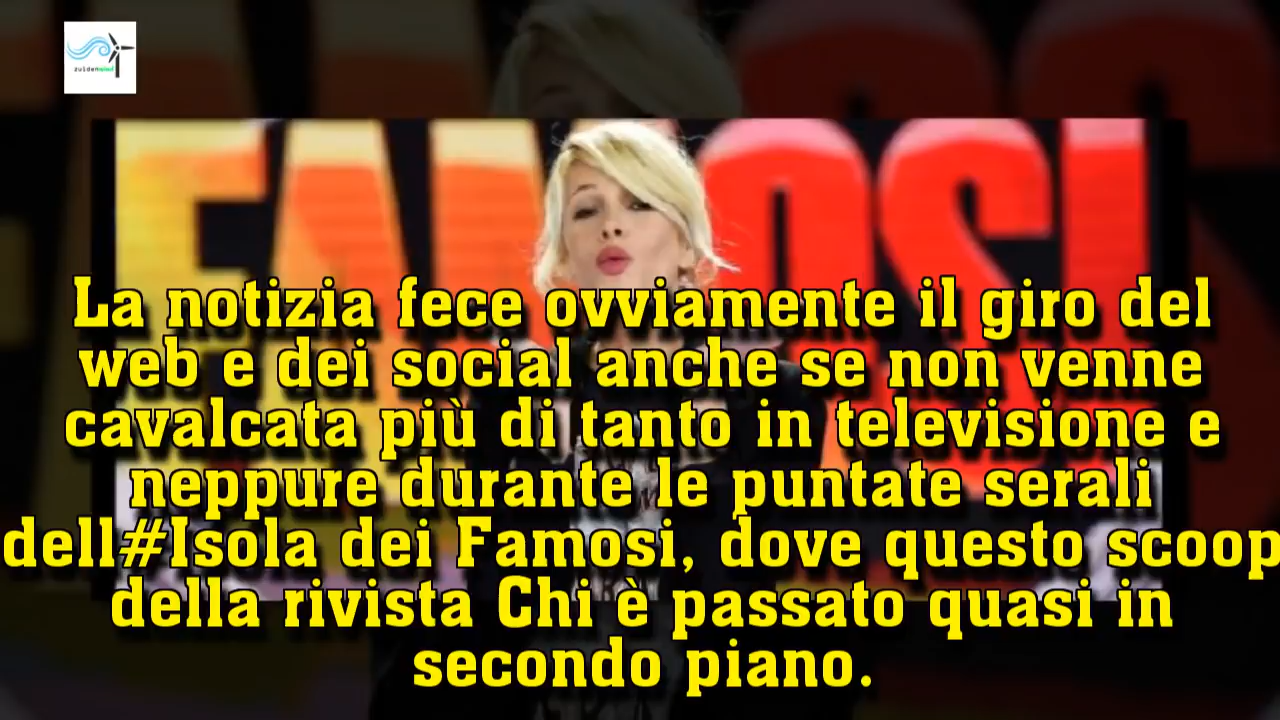 zuidenwind
FAMOSI
La notizia fece ovviamente il giro del
web e dei social anche se non venne
cavalcata più di tanto in televisione e
neppure durante le puntate serali
dell#Isola dei Famosi, dove questo scoop
della rivista Chi è passato quasi in
secondo piano.